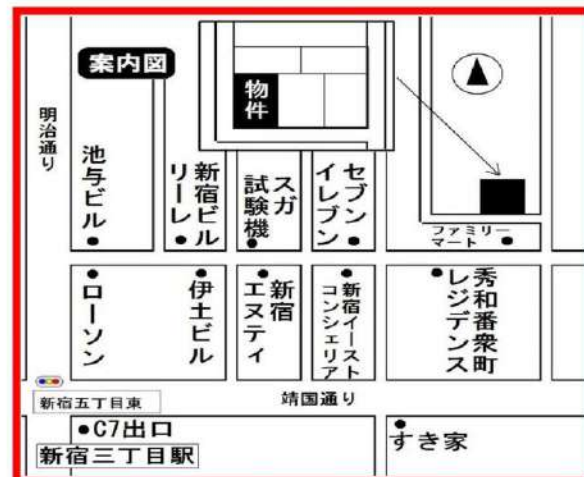 案内図
物件
明治通り
池与ビル
新宿ビル
リーレ
スガ
試験機
セブン
イレブン
ファミリー
マート
ローソン
伊土ビル
新宿
エヌティ
新宿イースト
コンシェリア
秀和番衆町
レジデンス
靖国通り
新宿五丁目東
C7出口
新宿三丁目駅
すき家